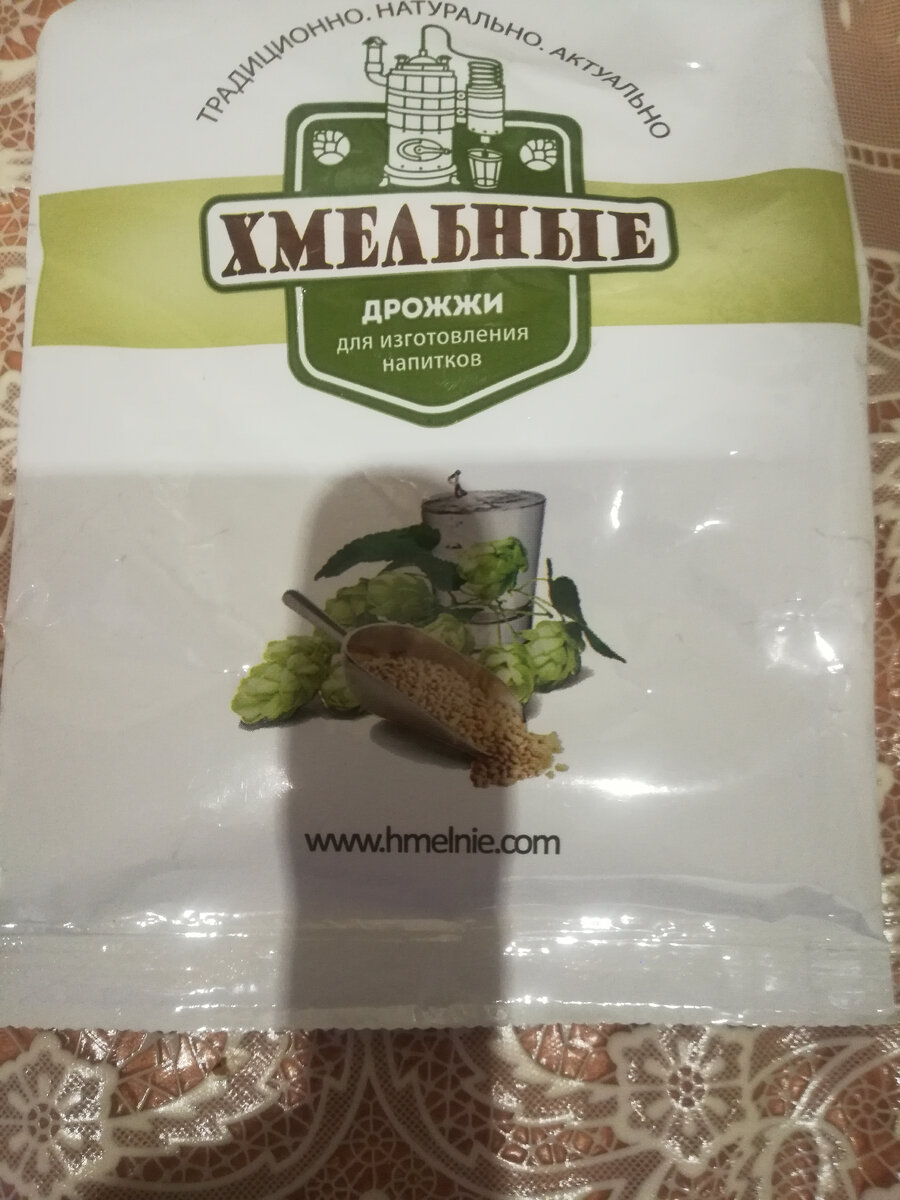 ТРАДИЦИОННО. НАТУРАЛЬНО. АКТУАЛЬНО
ХМЕЛЬНЫЕ
ДРОЖЖИ
для изготовления
напитков
www.hmelnie.com